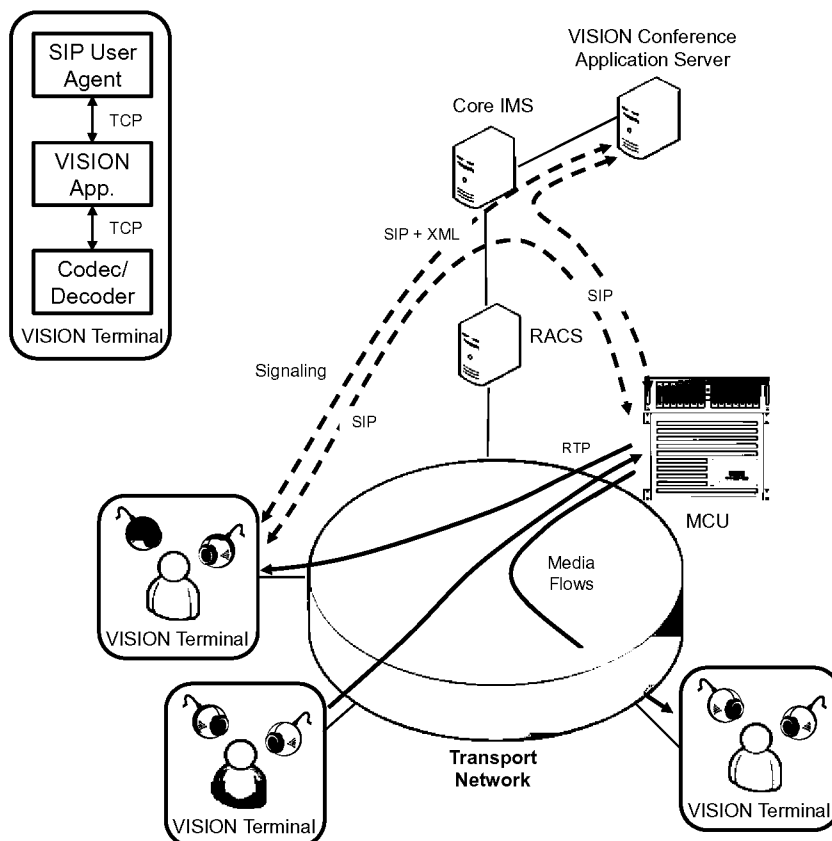 SIP User
Agent
TCP
VISION
App.
TCP
Codec/
Decoder
VISION Terminal
VISION Conference
Application Server
Core IMS
SIP + XML
SIP
RACS
Signaling
SIP
RTP
MCU
Media
Flows
VISION Terminal
VISION Terminal
Transport
Network
VISION Terminal